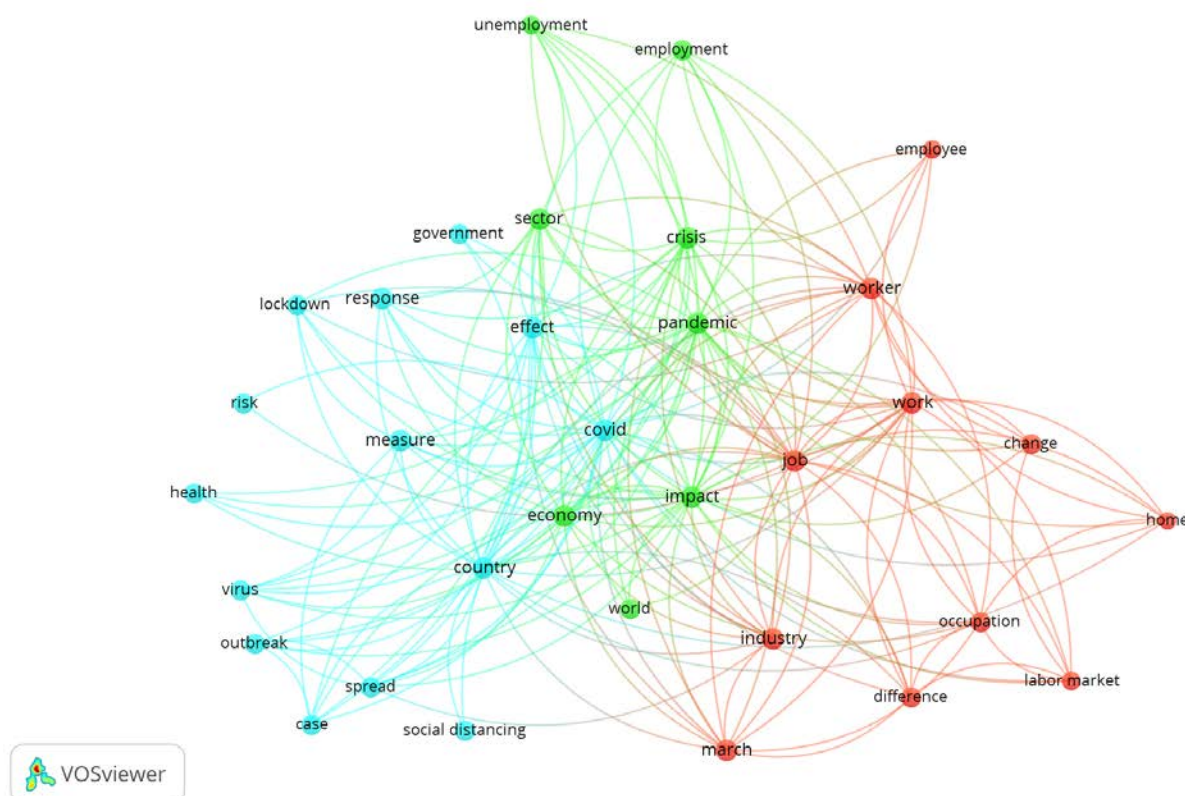 unemployment
employment
employee
sector
government
crisis
worker
lockdown
response
effect
pandemic
risk
measure
covid
work
change
job
health
economy
impact
home
country
virus
world
outbreak
industry
occupation
spread
labor market
case
social distancing
difference
march
VOSviewer